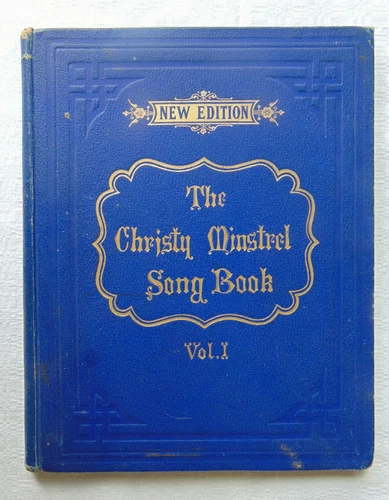 NEW EDITION
The
Christy Minstrel
Song Book
Vol. I